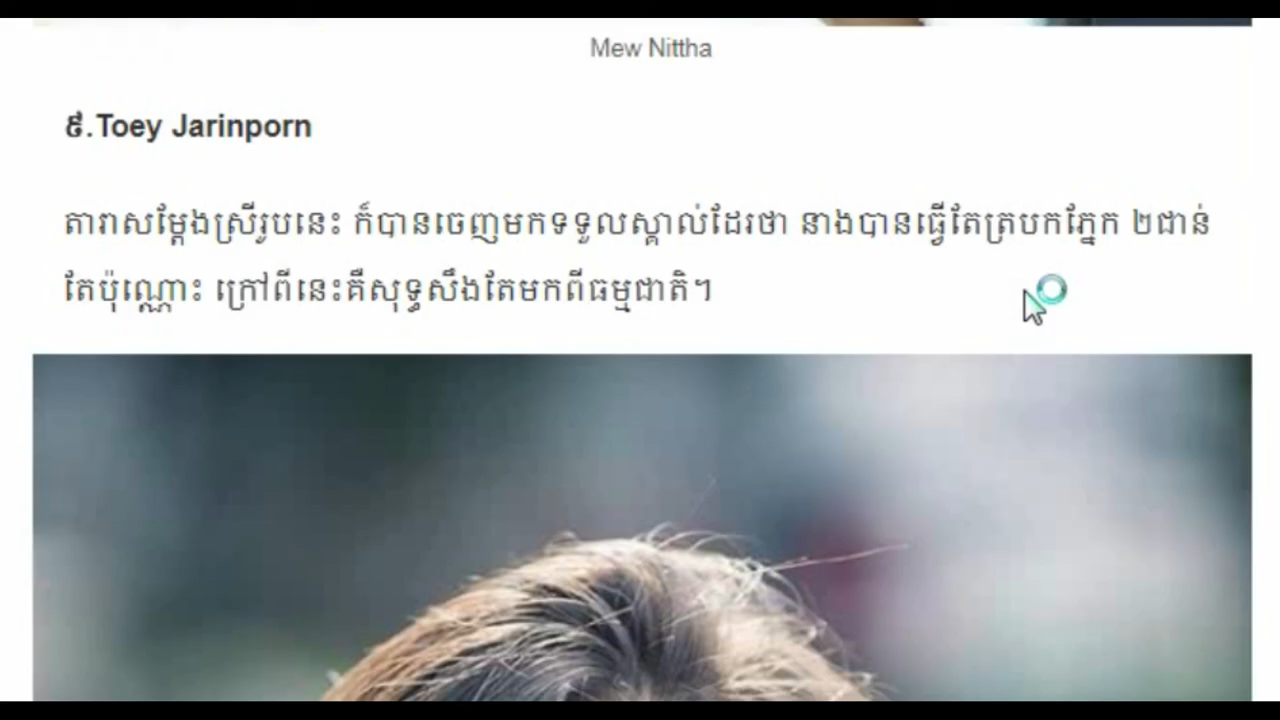 Mew Nittha
៩.Toey Jarinporn
តារាសម្ដែងស្រីរូបនេះ ក៏បានចេញមកទទួលស្គាល់ដែរថា នាងបានធ្វើតែត្របកភ្នែក ២ជាន់
តែប៉ុណ្ណោះ ក្រៅពីនេះគឺសុទ្ធសឹងតែមកពីធម្មជាតិ។